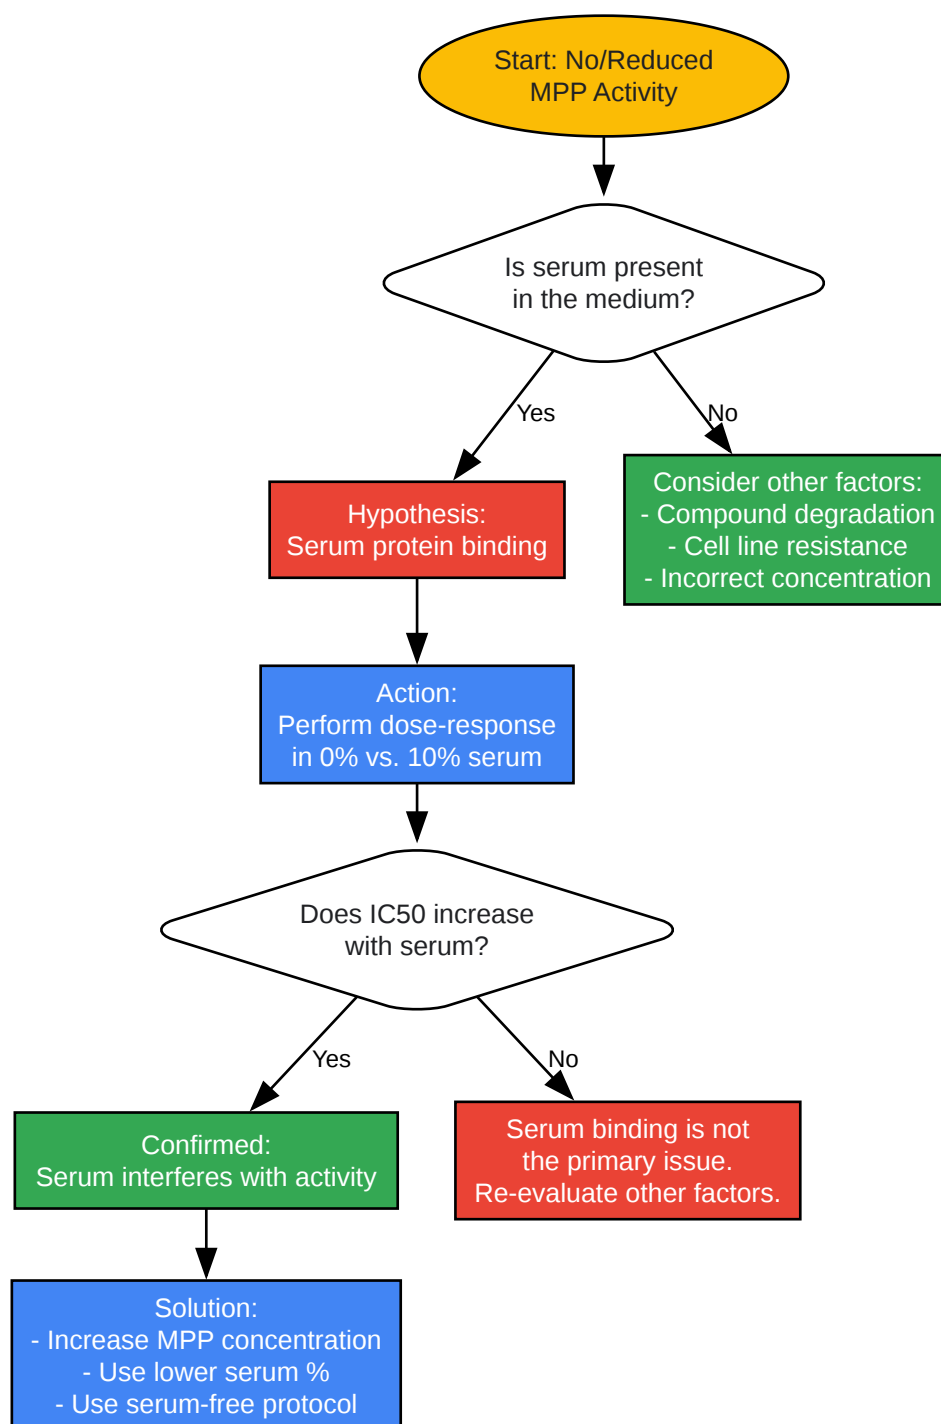 Start: No/Reduced
MPP Activity
Is serum present
in the medium?
Yes
No
Hypothesis:
Serum protein binding
Consider other factors:
- Compound degradation
- Cell line resistance
- Incorrect concentration
Action:
Perform dose-response
in 0% vs. 10% serum
Does IC50 increase
with serum?
Yes
No
Confirmed:
Serum interferes with activity
Serum binding is not
the primary issue.
Re-evaluate other factors.
Solution:
- Increase MPP concentration
- Use lower serum %
- Use serum-free protocol